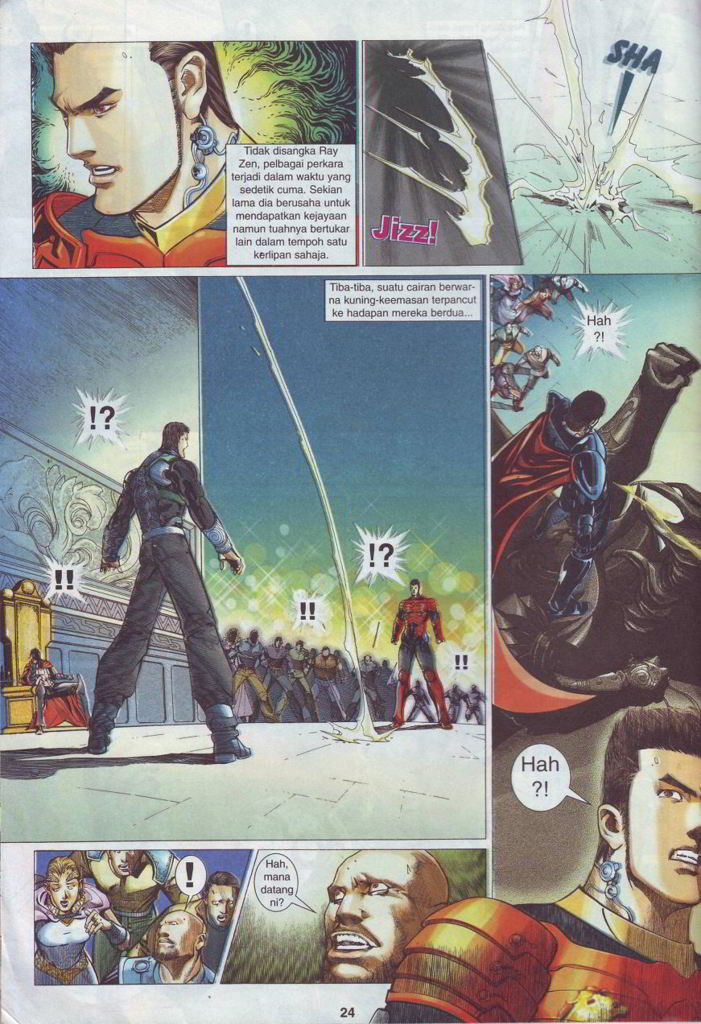 Tidak disangka Ray
Zen, pelbagai perkara
terjadi dalam waktu yang
sedetik cuma. Sekian
lama dia berusaha untuk
mendapatkan kejayaan
namun tuahnya bertukar
lain dalam tempoh satu
kerlipan sahaja.
Jizz!
SHA
!
Tiba-tiba, suatu cairan berwar-
na kuning-keemasan terpancut
ke hadapan mereka berdua...
!?
!!
!!
!?
!!
Hah
?!
Hah
?!
!
Hah,
mana
datang
ni?
24